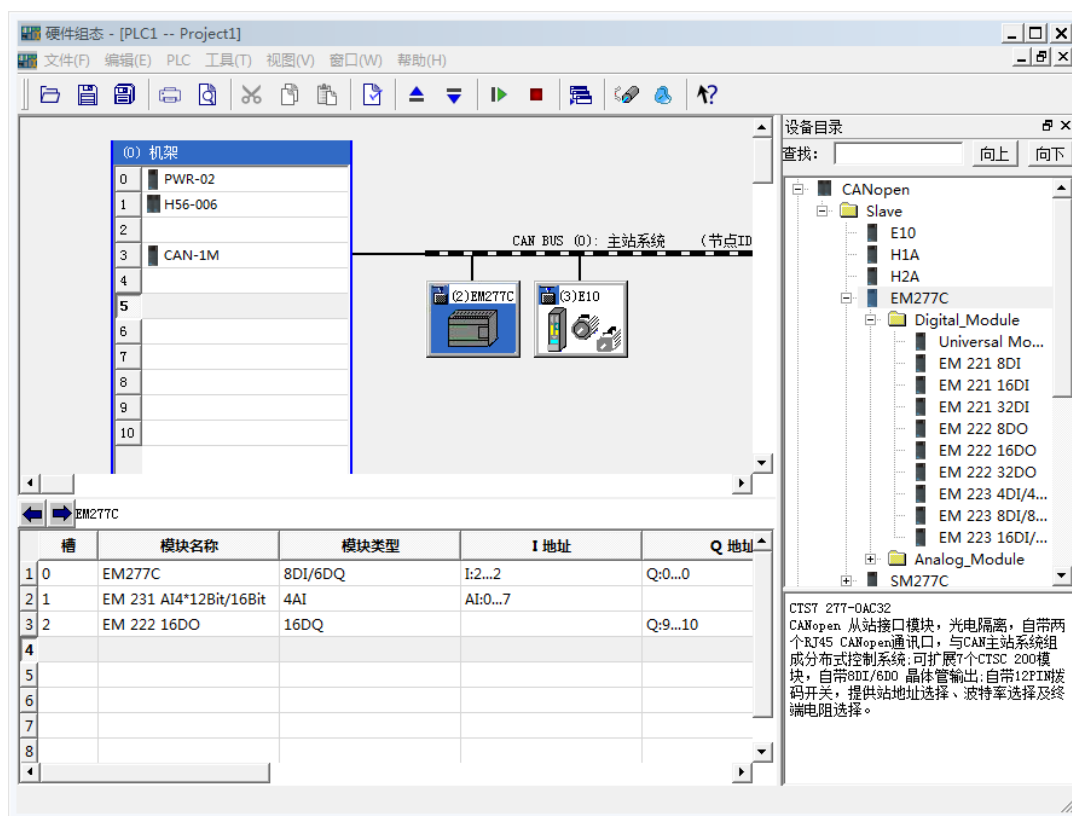 硬件组态 - [PLC1 -- Project1]
文件(F) 编辑(E) PLC 工具(T) 视图(V) 窗口(W) 帮助(H)
(0) 机架
0 PWR-02
1 H56-006
2
3 CAN-1M
4
5
6
7
8
9
10
CAN BUS (0): 主站系统 (节点ID
(2)EM277C
(3)E10
设备目录
查找:
向上
向下
CANopen
Slave
E10
H1A
H2A
EM277C
Digital_Module
Universal Mo...
EM 221 8DI
EM 221 16DI
EM 221 32DI
EM 222 8DO
EM 222 16DO
EM 222 32DO
EM 223 4DI/4...
EM 223 8DI/8...
EM 223 16DI/...
Analog_Module
SM277C
EM277C
槽 模块名称 模块类型 I 地址 Q 地址
1 0 EM277C 8DI/6DQ I:2...2 Q:0...0
2 1 EM 231 AI4*12Bit/16Bit 4AI AI:0...7
3 2 EM 222 16DO 16DQ Q:9...10
4
5
6
7
8
CTS7 277-0AC32
CANopen 从站接口模块，光电隔离，自带两
个RJ45 CANopen通讯口，与CAN主站系统组
成分布式控制系统;可扩展7个CTSC 200模
块，自带8DI/6DO 晶体管输出;自带12PIN拨
码开关，提供站地址选择、波特率选择及终
端电阻选择。